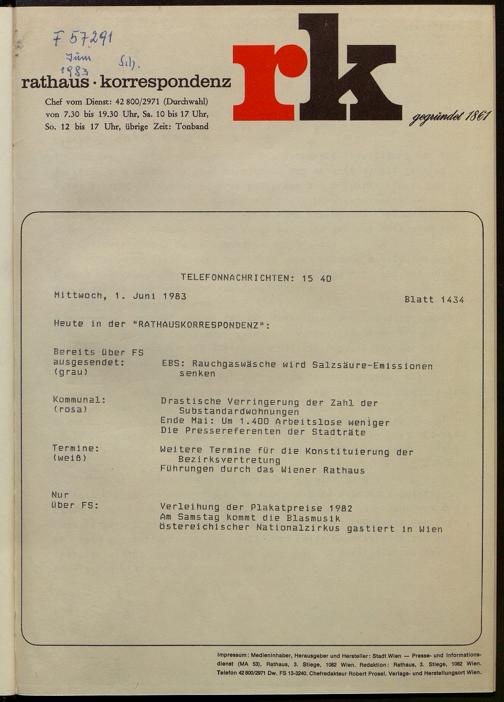 F 57291
Juni
1983
rk
rathaus · korrespondenz
gegründet 1861
Chef vom Dienst: 42 800/2971 (Durchwahl)
von 7.30 bis 19.30 Uhr, Sa. 10 bis 17 Uhr,
So. 12 bis 17 Uhr, übrige Zeit: Tonband
TELEFONNACHRICHTEN: 15 40
Mittwoch, 1. Juni 1983
Blatt 1434
Heute in der "RATHAUSKORRESPONDENZ":
Bereits über FS
ausgesendet: EBS: Rauchgaswäsche wird Salzsäure-Emissionen
(grau) senken
Kommunal: Drastische Verringerung der Zahl der
(rosa) Substandardwohnungen
Ende Mai: Um 1.400 Arbeitslose weniger
Die Pressereferenten der Stadträte
Termine: Weitere Termine für die Konstituierung der
(weiß) Bezirksvertretung
Führungen durch das Wiener Rathaus
Nur
über FS: Verleihung der Plakatpreise 1982
Am Samstag kommt die Blasmusik
Östereichischer Nationalzirkus gastiert in Wien
Impressum: Medieninhaber, Herausgeber und Hersteller: Stadt Wien — Presse- und Informations-
dienst (MA 53), Rathaus, 3. Stiege, 1082 Wien. Redaktion: Rathaus, 3. Stiege, 1082 Wien.
Telefon 42 800/2971 Dw. FS 13-3240. Chefredakteur Robert Prosel. Verlags- und Herstellungsort Wien.